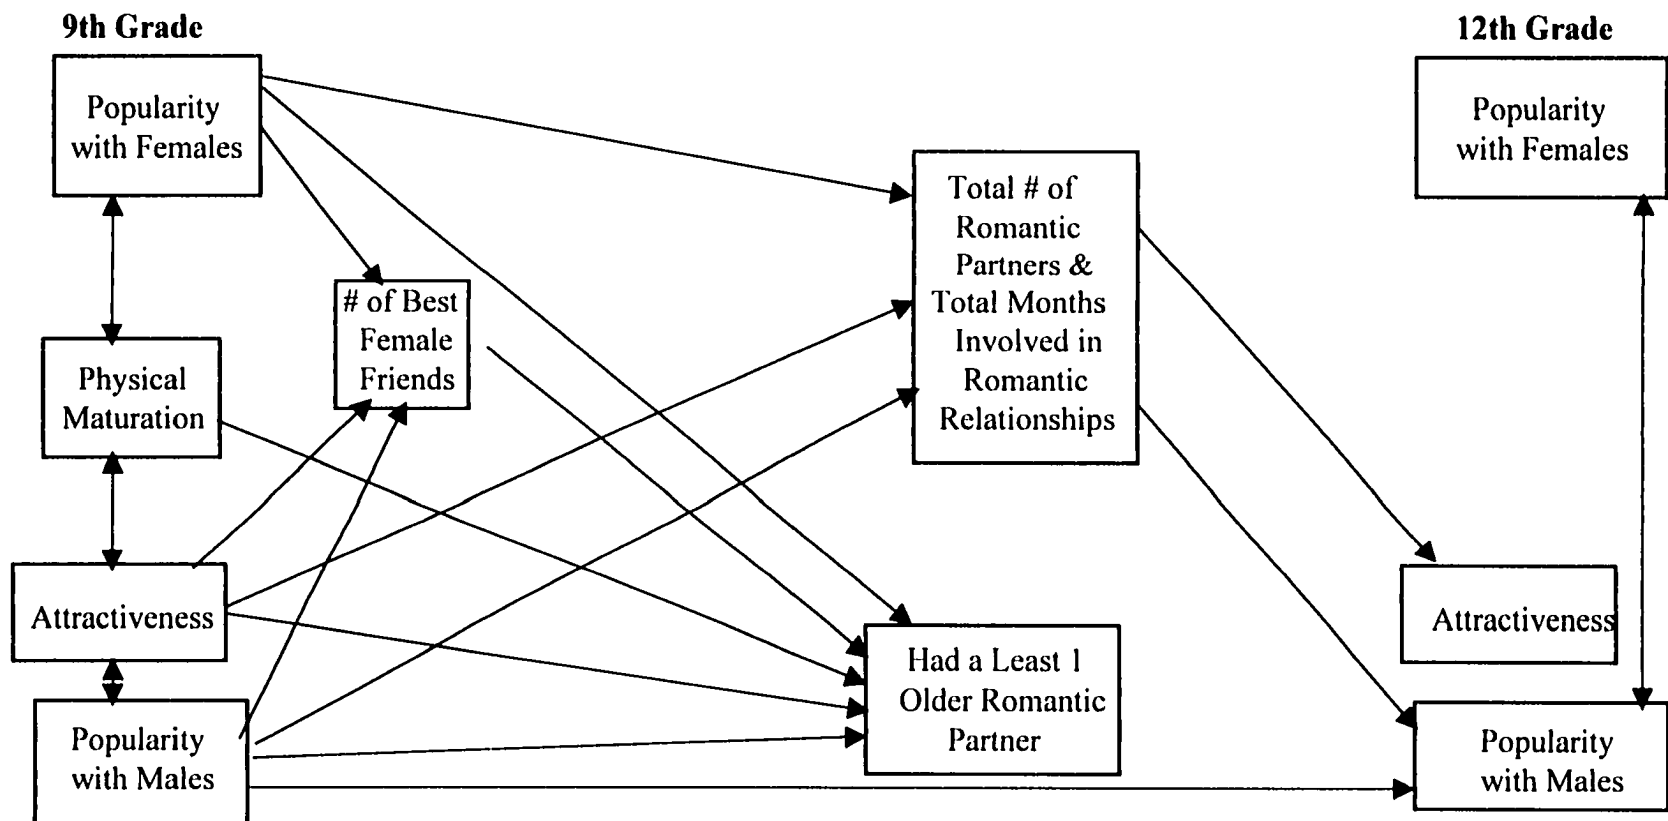 9th Grade
12th Grade
Popularity
with Females
Popularity
with Females
Total # of
Romantic
Partners &
Total Months
Involved in
Romantic
Relationships
# of Best
Female
Friends
Physical
Maturation
Attractiveness
Attractiveness
Had a Least 1
Older Romantic
Partner
Popularity
with Males
Popularity
with Males